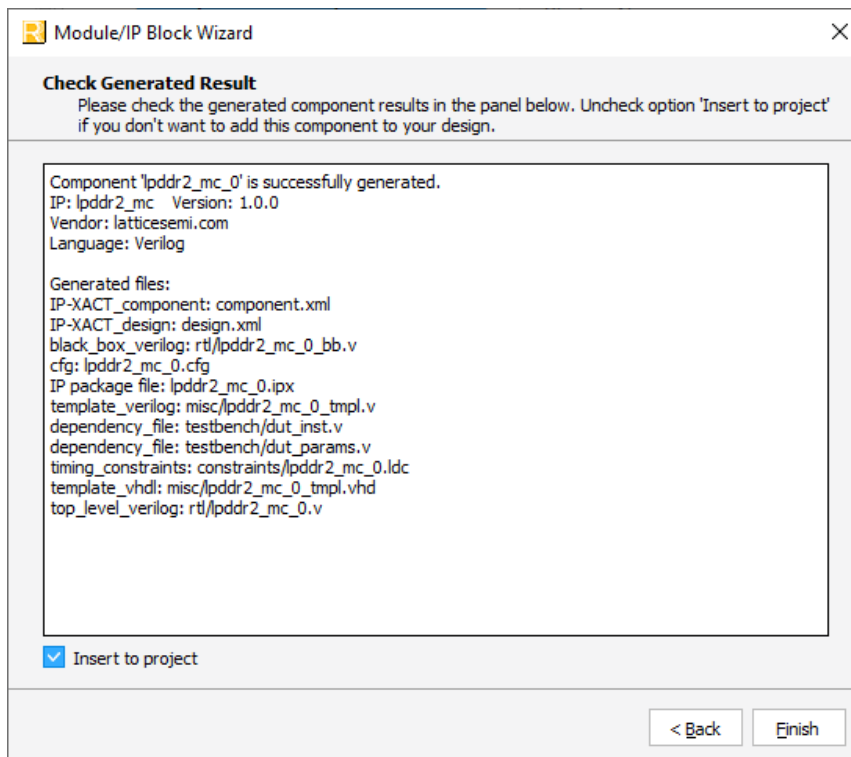 Module/IP Block Wizard
Check Generated Result
Please check the generated component results in the panel below. Uncheck option 'Insert to project'
if you don't want to add this component to your design.
Component 'lpddr2_mc_0' is successfully generated.
IP: lpddr2_mc Version: 1.0.0
Vendor: latticesemi.com
Language: Verilog
Generated files:
IP-XACT_component: component.xml
IP-XACT_design: design.xml
black_box_verilog: rtl/lpddr2_mc_0_bb.v
cfg: lpddr2_mc_0.cfg
IP package file: lpddr2_mc_0.ipx
template_verilog: misc/lpddr2_mc_0_tmpl.v
dependency_file: testbench/dut_inst.v
dependency_file: testbench/dut_params.v
timing_constraints: constraints/lpddr2_mc_0.ldc
template_vhdl: misc/lpddr2_mc_0_tmpl.vhd
top_level_verilog: rtl/lpddr2_mc_0.v
Insert to project
< Back Finish